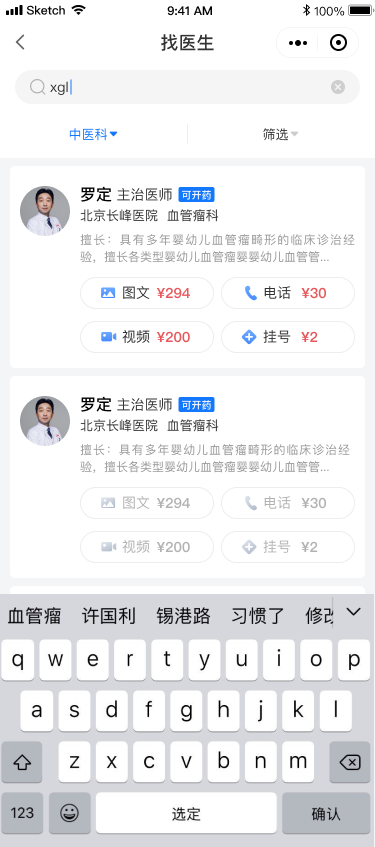 Sketch 9:41 AM 100%
找医生
xgl
中医科 筛选
罗定 主治医师 可开药
北京长峰医院 血管瘤科
擅长：具有多年婴幼儿血管瘤畸形的临床诊治经
验，擅长各类型婴幼儿血管瘤婴婴幼儿血管管...
图文 ¥294 电话 ¥30
视频 ¥200 挂号 ¥2
罗定 主治医师 可开药
北京长峰医院 血管瘤科
擅长：具有多年婴幼儿血管瘤畸形的临床诊治经
验，擅长各类型婴幼儿血管瘤婴婴幼儿血管管...
图文 ¥294 电话 ¥30
视频 ¥200 挂号 ¥2
血管瘤 许国利 锡港路 习惯了 修改
q w e r t y u i o p
a s d f g h j k l
z x c v b n m
123 选定 确认